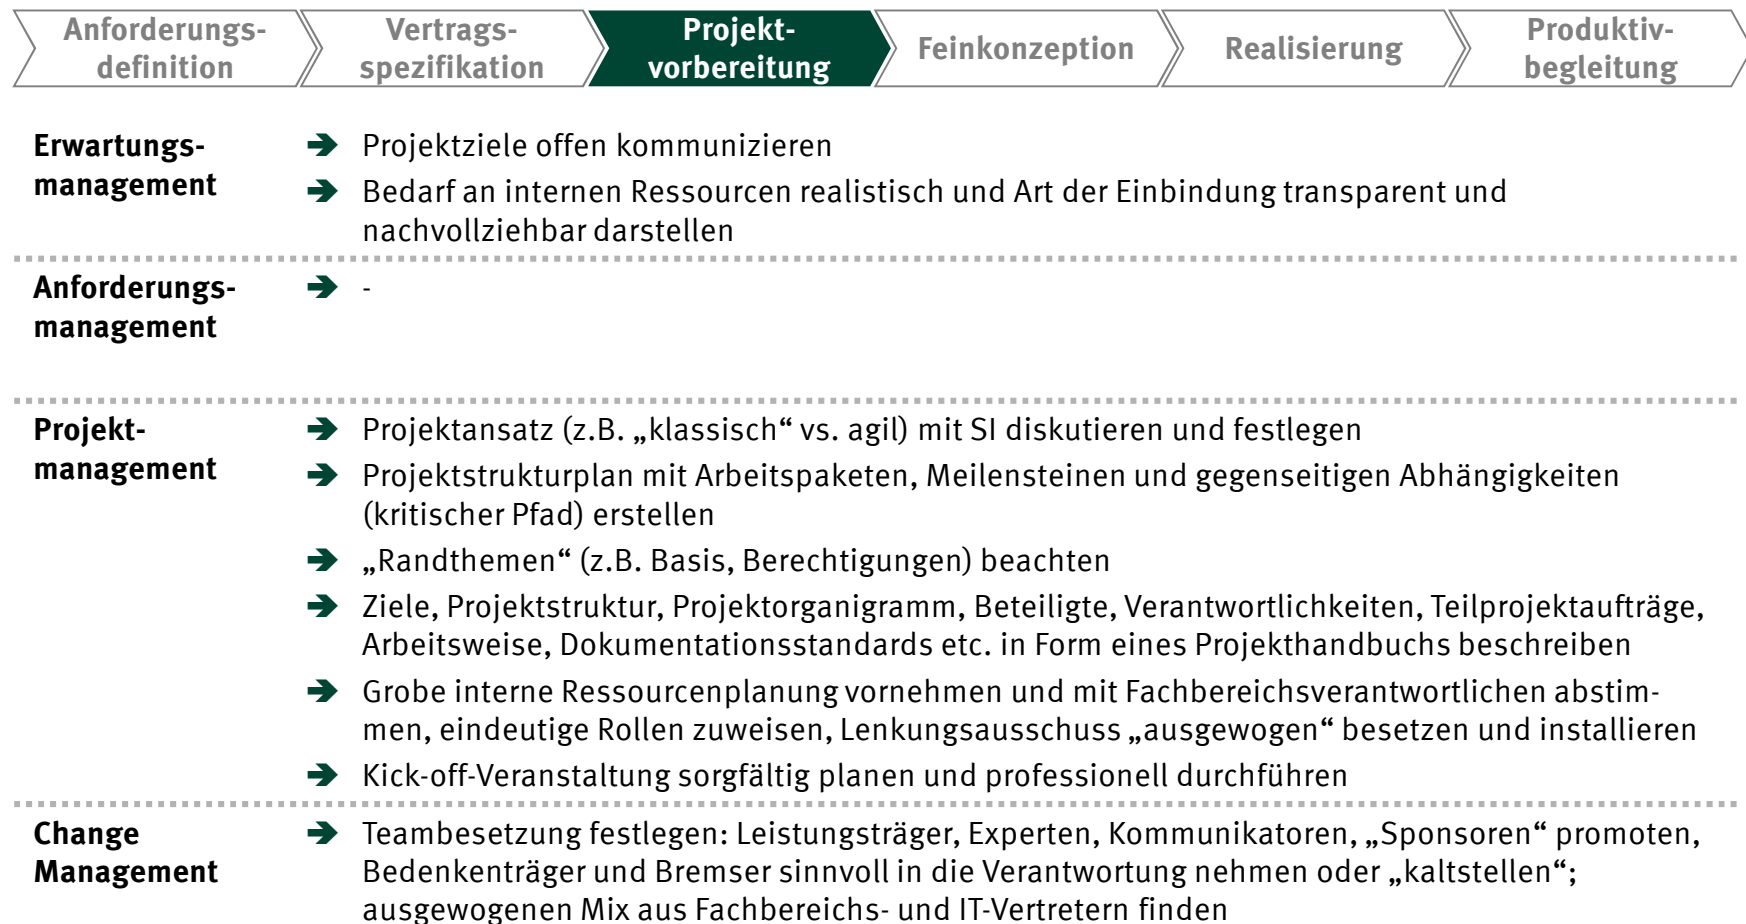 Anforderungs-
definition
Vertrags-
spezifikation
Projekt-
vorbereitung
Feinkonzeption
Realisierung
Produktiv-
begleitung
Erwartungs-
management
➔ Projektziele offen kommunizieren
➔ Bedarf an internen Ressourcen realistisch und Art der Einbindung transparent und
nachvollziehbar darstellen
Anforderungs-
management
➔ -
Projekt-
management
➔ Projektansatz (z.B. „klassisch“ vs. agil) mit SI diskutieren und festlegen
➔ Projektstrukturplan mit Arbeitspaketen, Meilensteinen und gegenseitigen Abhängigkeiten
(kritischer Pfad) erstellen
➔ „Randthemen“ (z.B. Basis, Berechtigungen) beachten
➔ Ziele, Projektstruktur, Projektorganigramm, Beteiligte, Verantwortlichkeiten, Teilprojektaufträge,
Arbeitsweise, Dokumentationsstandards etc. in Form eines Projekthandbuchs beschreiben
➔ Grobe interne Ressourcenplanung vornehmen und mit Fachbereichsverantwortlichen abstim-
men, eindeutige Rollen zuweisen, Lenkungsausschuss „ausgewogen“ besetzen und installieren
➔ Kick-off-Veranstaltung sorgfältig planen und professionell durchführen
Change
Management
➔ Teambesetzung festlegen: Leistungsträger, Experten, Kommunikatoren, „Sponsoren“ promoten,
Bedenkenträger und Bremser sinnvoll in die Verantwortung nehmen oder „kaltstellen“;
ausgewogenen Mix aus Fachbereichs- und IT-Vertretern finden